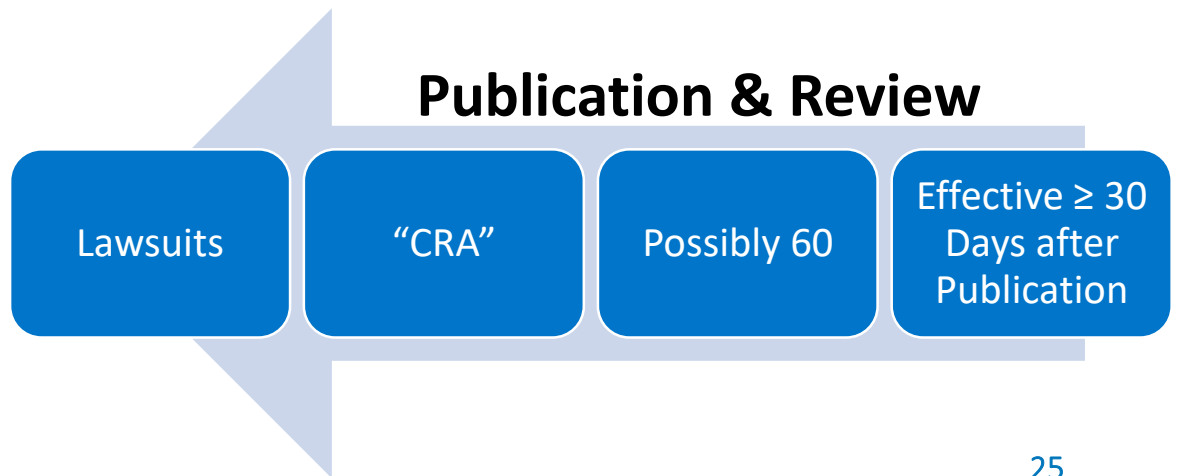 Publication & Review
Lawsuits
“CRA”
Possibly 60
Effective ≥ 30
Days after
Publication
25